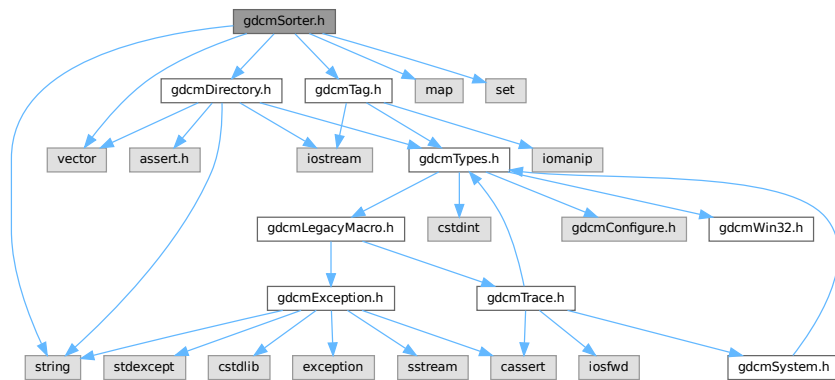 gdcmSorter.h
gdcmDirectory.h
gdcmTag.h
map
set
vector
assert.h
iostream
gdcmTypes.h
iomanip
gdcmLegacyMacro.h
cstdint
gdcmConfigure.h
gdcmWin32.h
gdcmException.h
gdcmTrace.h
string
stdexcept
cstdlib
exception
sstream
cassert
iosfwd
gdcmSystem.h